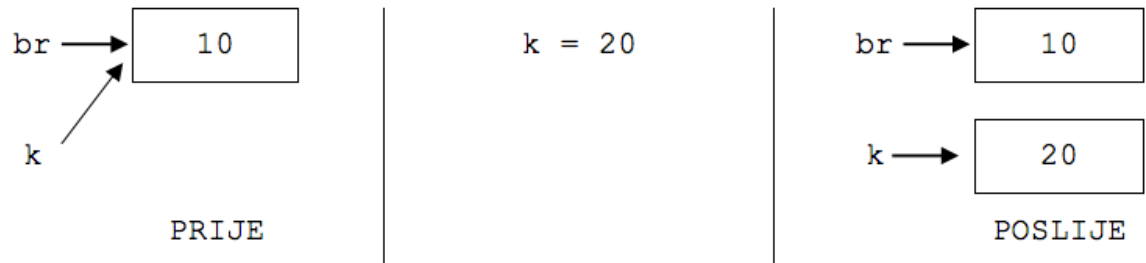 br 10
k
PRIJE
k = 20
br 10
k 20
POSLIJE